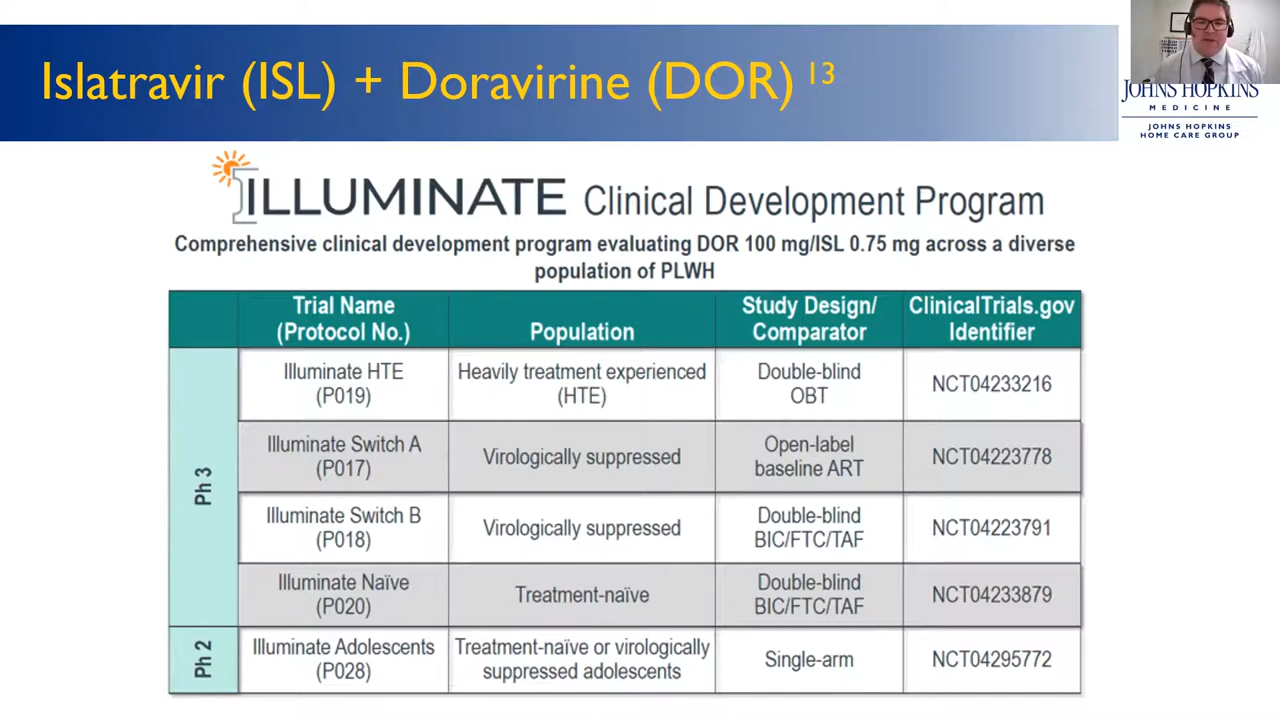 Islatravir (ISL) + Doravirine (DOR) 13
JOHNS HOPKINS
MEDICINE
JOHNS HOPKINS
HOME CARE GROUP
ILLUMINATE Clinical Development Program
Comprehensive clinical development program evaluating DOR 100 mg/ISL 0.75 mg across a diverse
population of PLWH
Trial Name
(Protocol No.)
Population
Study Design/
Comparator
ClinicalTrials.gov
Identifier
Ph 3
Illuminate HTE
(P019)
Heavily treatment experienced
(HTE)
Double-blind
OBT
NCT04233216
Illuminate Switch A
(P017)
Virologically suppressed
Open-label
baseline ART
NCT04223778
Illuminate Switch B
(P018)
Virologically suppressed
Double-blind
BIC/FTC/TAF
NCT04223791
Illuminate Naïve
(P020)
Treatment-naïve
Double-blind
BIC/FTC/TAF
NCT04233879
Ph 2
Illuminate Adolescents
(P028)
Treatment-naïve or virologically
suppressed adolescents
Single-arm
NCT04295772